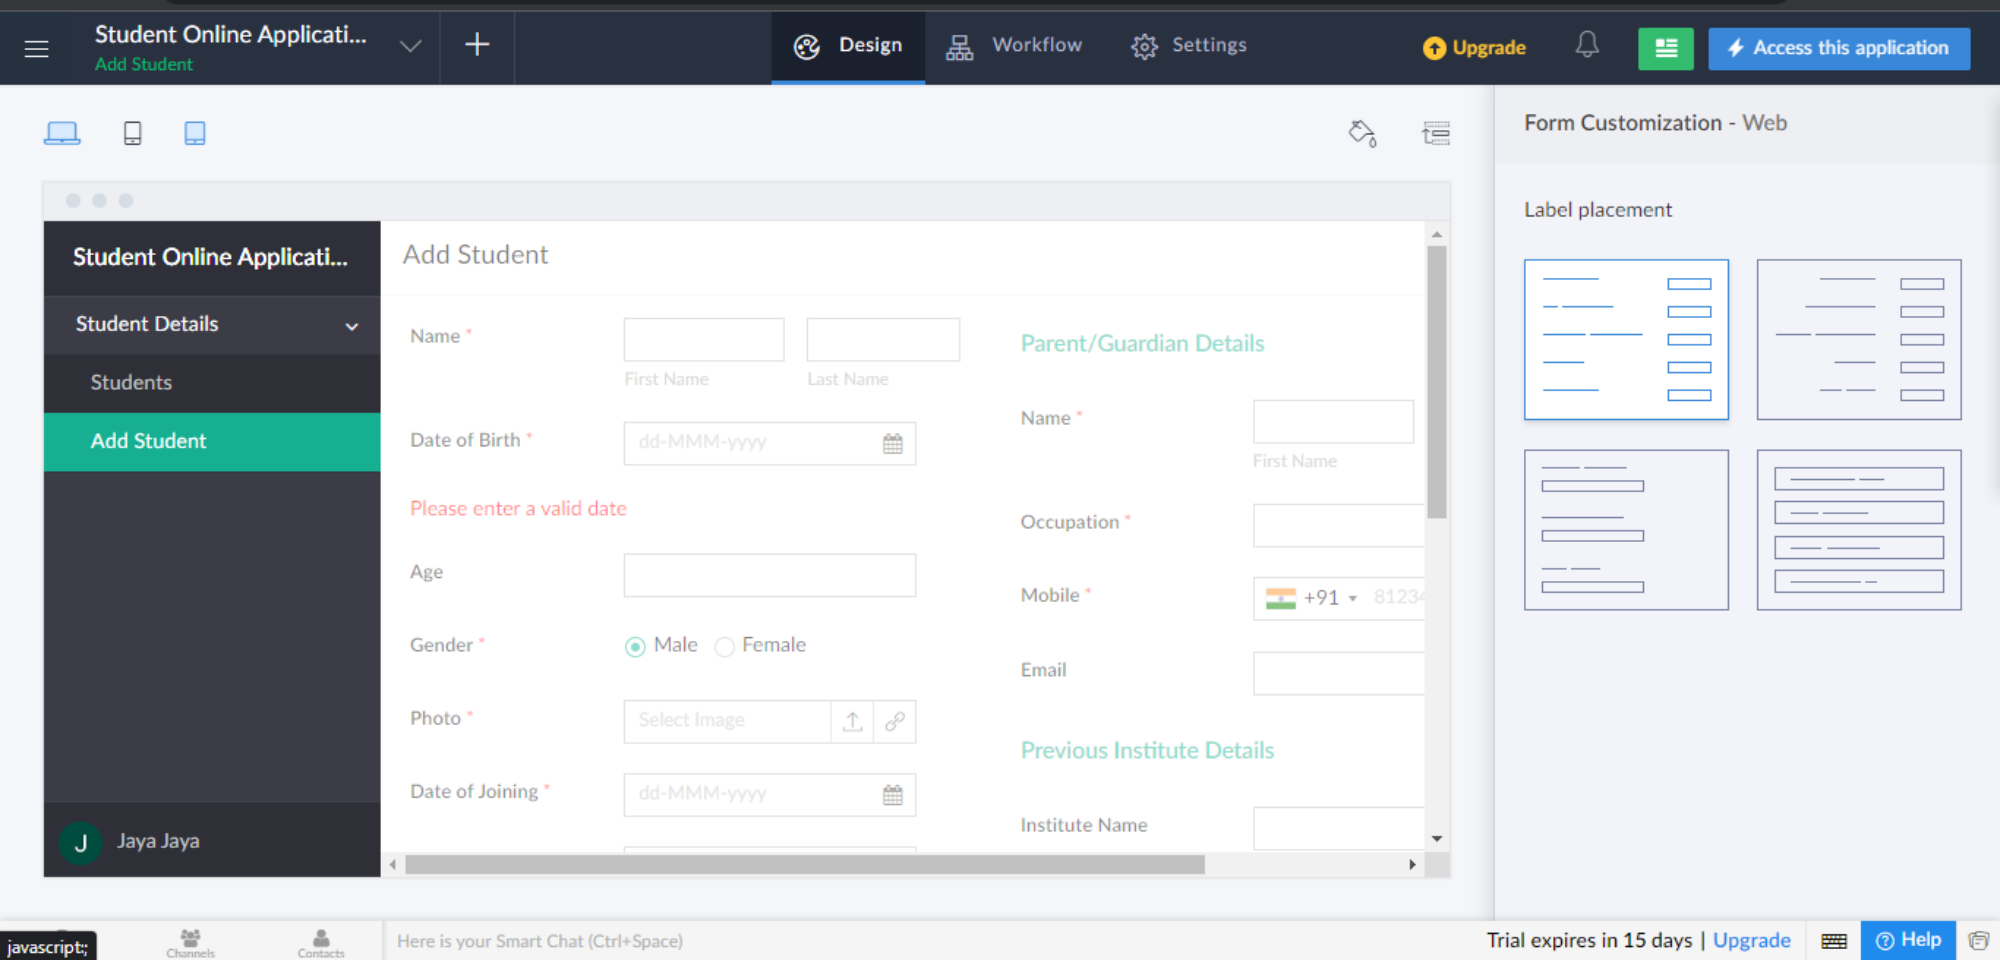 Student Online Applicati...
Add Student
Design
Workflow
Settings
Upgrade
Access this application
Form Customization - Web
Label placement
Student Online Applicati...
Student Details
Students
Add Student
J
Jaya Jaya
Add Student
Name *
First Name
Last Name
Date of Birth *
dd-MMM-yyyy
Please enter a valid date
Age
Gender *
Male
Female
Photo *
Select Image
Date of Joining *
dd-MMM-yyyy
Parent/Guardian Details
Name *
First Name
Occupation *
Mobile *
+91
81234
Email
Previous Institute Details
Institute Name
javascript:;
Channels
Contacts
Here is your Smart Chat (Ctrl+Space)
Trial expires in 15 days | Upgrade
Help